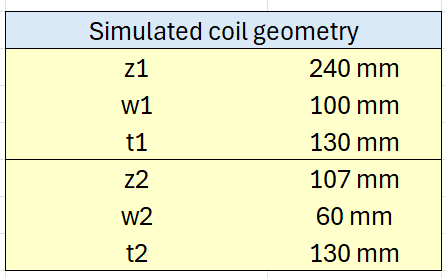 Simulated coil geometry
z1 240 mm
w1 100 mm
t1 130 mm
z2 107 mm
w2 60 mm
t2 130 mm